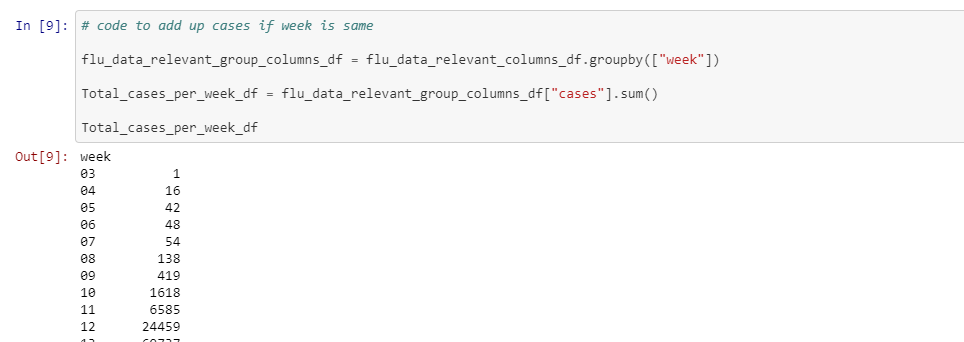 In [9]: # code to add up cases if week is same
flu_data_relevant_group_columns_df = flu_data_relevant_columns_df.groupby(["week"])
Total_cases_per_week_df = flu_data_relevant_group_columns_df["cases"].sum()
Total_cases_per_week_df
Out[9]: week
03 1
04 16
05 42
06 48
07 54
08 138
09 419
10 1618
11 6585
12 24459